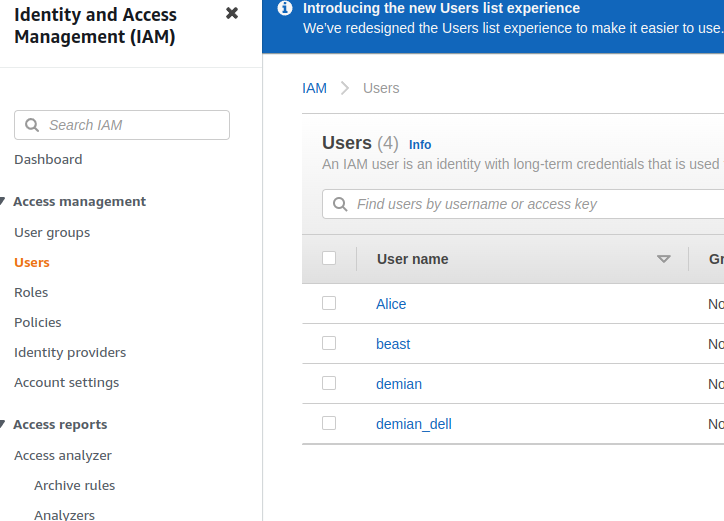 Identity and Access
Management (IAM)
Search IAM
Dashboard
Access management
User groups
Users
Roles
Policies
Identity providers
Account settings
Access reports
Access analyzer
Archive rules
Analyzers
Introducing the new Users list experience
We've redesigned the Users list experience to make it easier to use.
IAM > Users
Users (4) Info
An IAM user is an identity with long-term credentials that is used
Find users by username or access key
User name Gr
Alice No
beast No
demian No
demian_dell No